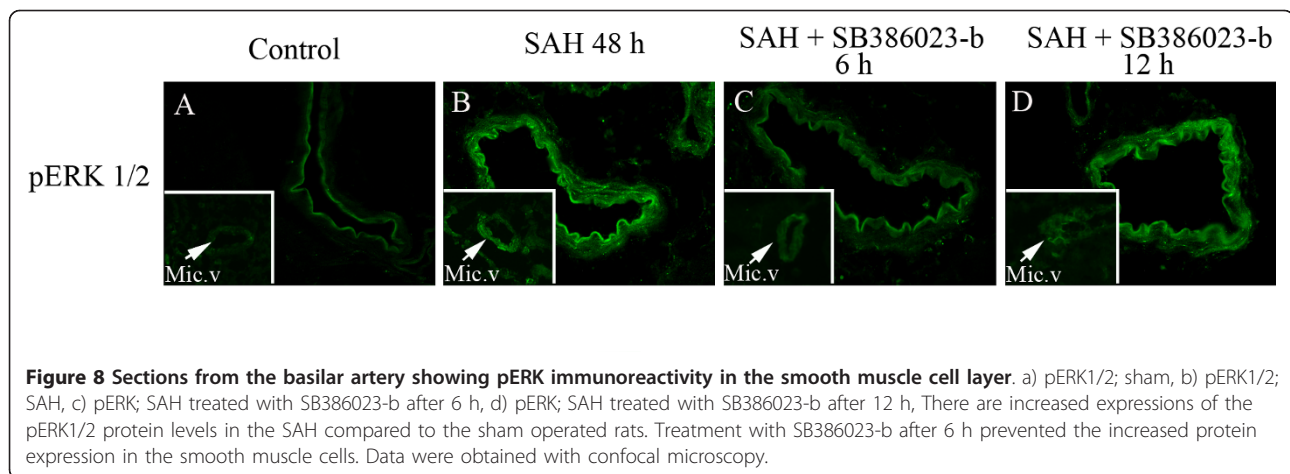 Control
SAH 48 h
SAH + SB386023-b
6 h
SAH + SB386023-b
12 h
pERK 1/2
A
B
C
D
Mic.v
Mic.v
Mic.v
Mic.v
Figure 8 Sections from the basilar artery showing pERK immunoreactivity in the smooth muscle cell layer. a) pERK1/2; sham, b) pERK1/2;
SAH, c) pERK; SAH treated with SB386023-b after 6 h, d) pERK; SAH treated with SB386023-b after 12 h, There are increased expressions of the
pERK1/2 protein levels in the SAH compared to the sham operated rats. Treatment with SB386023-b after 6 h prevented the increased protein
expression in the smooth muscle cells. Data were obtained with confocal microscopy.